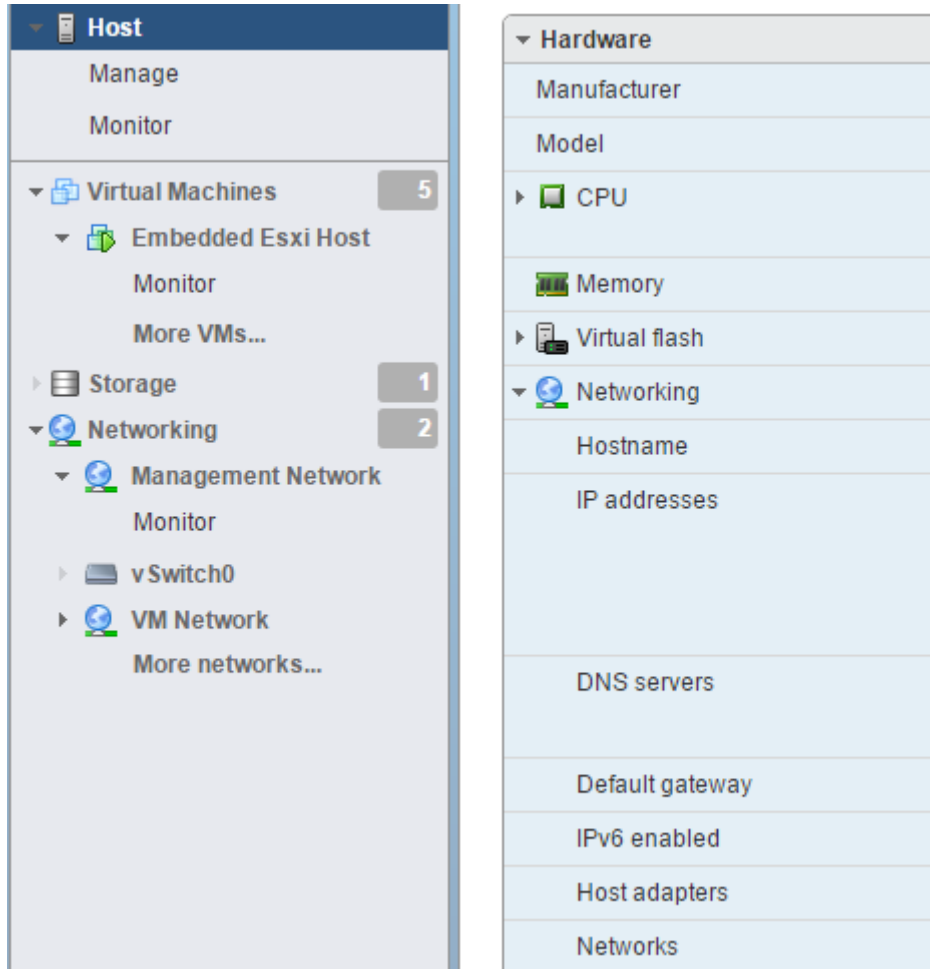 Host
Manage
Monitor
Virtual Machines 5
Embedded Esxi Host
Monitor
More VMs...
Storage 1
Networking 2
Management Network
Monitor
vSwitch0
VM Network
More networks...
Hardware
Manufacturer
Model
CPU
Memory
Virtual flash
Networking
Hostname
IP addresses
DNS servers
Default gateway
IPv6 enabled
Host adapters
Networks